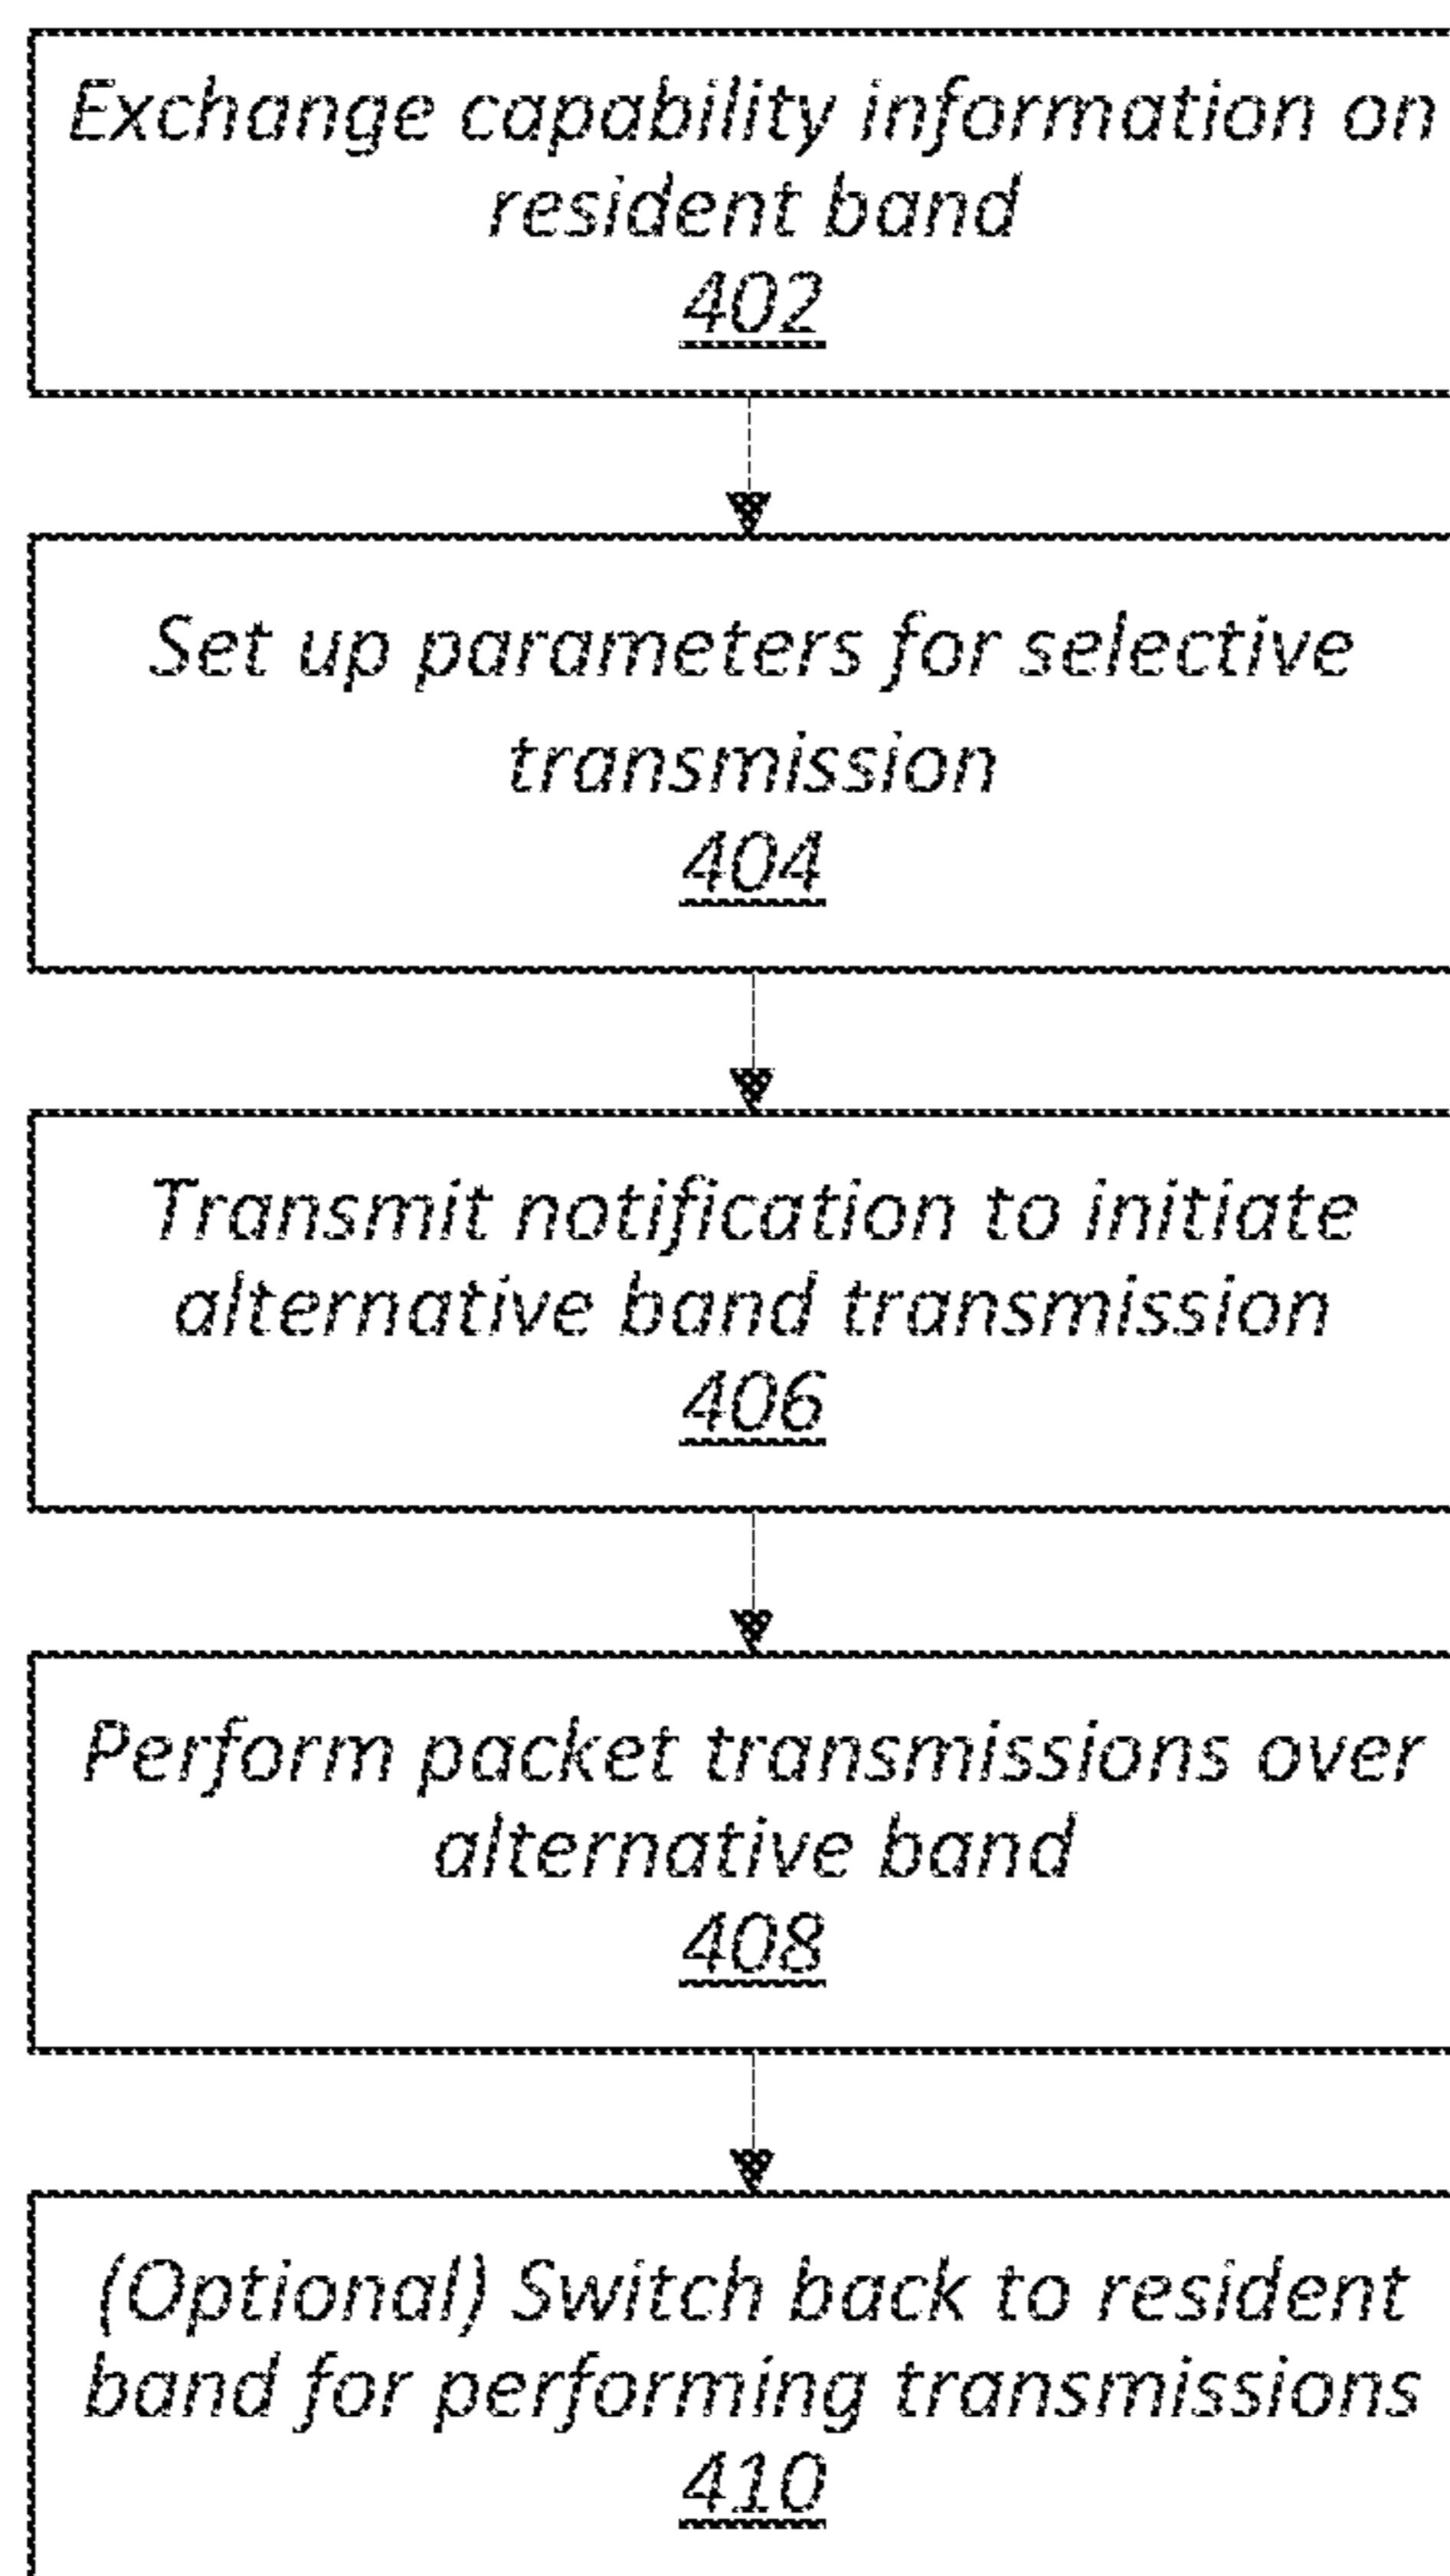 Exchange capability information on
resident band
402
Set up parameters for selective
transmission
404
Transmit notification to initiate
alternative band transmission
406
Perform packet transmissions over
alternative band
408
(Optional) Switch back to resident
band for performing transmissions
410